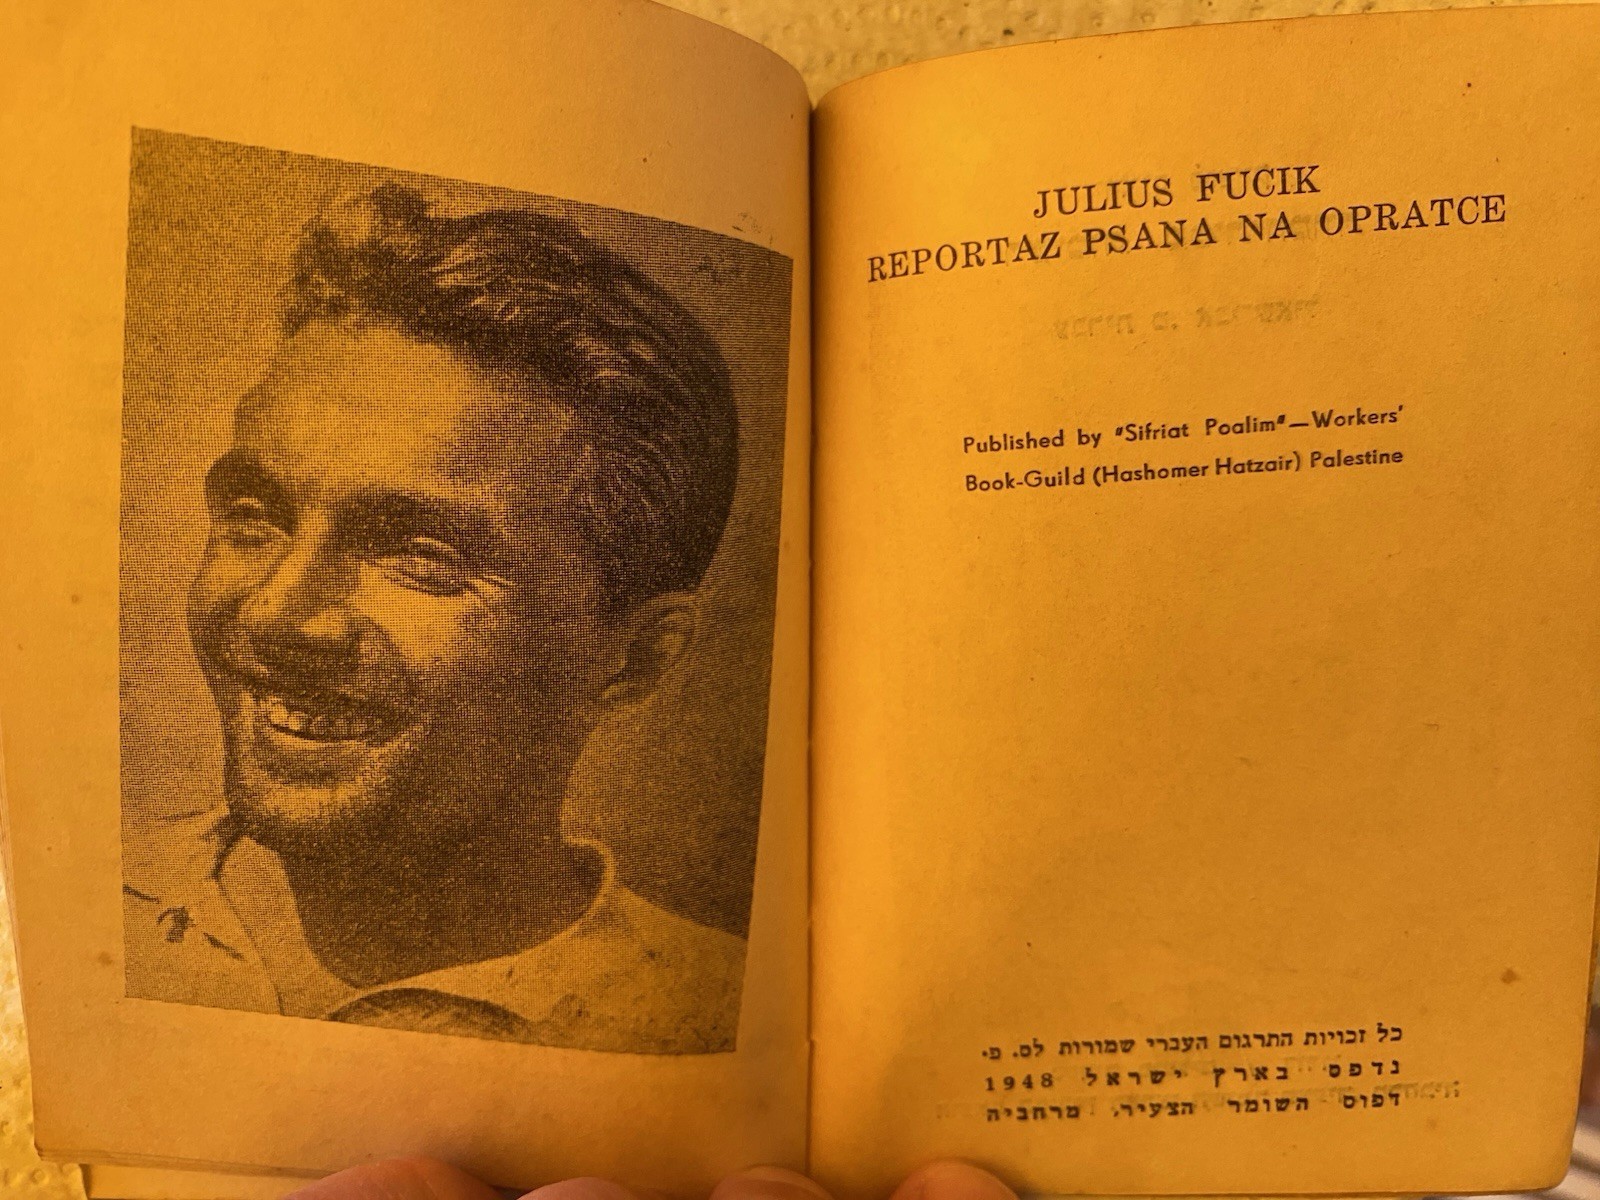 JULIUS FUCIK
REPORTAZ PSANA NA OPRATCE
Published by "Sifriat Poalim"—Workers'
Book-Guild (Hashomer Hatzair) Palestine
כל זכויות התרגום העברי שמורות לס. פ.
נדפס בארץ ישראל 1948
דפוס השומר הצעיר, מרחביה